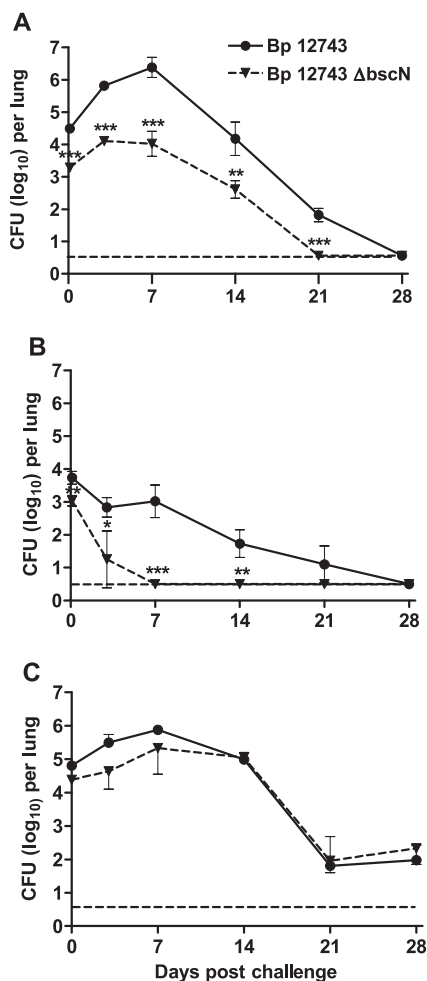 A
Bp 12743
Bp 12743 ΔbscN
CFU (log10) per lung
7
6
5
4
3
2
1
0
***
***
***
**
***
0 7 14 21 28
B
CFU (log10) per lung
7
6
5
4
3
2
1
0
**
*
***
**
0 7 14 21 28
C
CFU (log10) per lung
7
6
5
4
3
2
1
0
0 7 14 21 28
Days post challenge